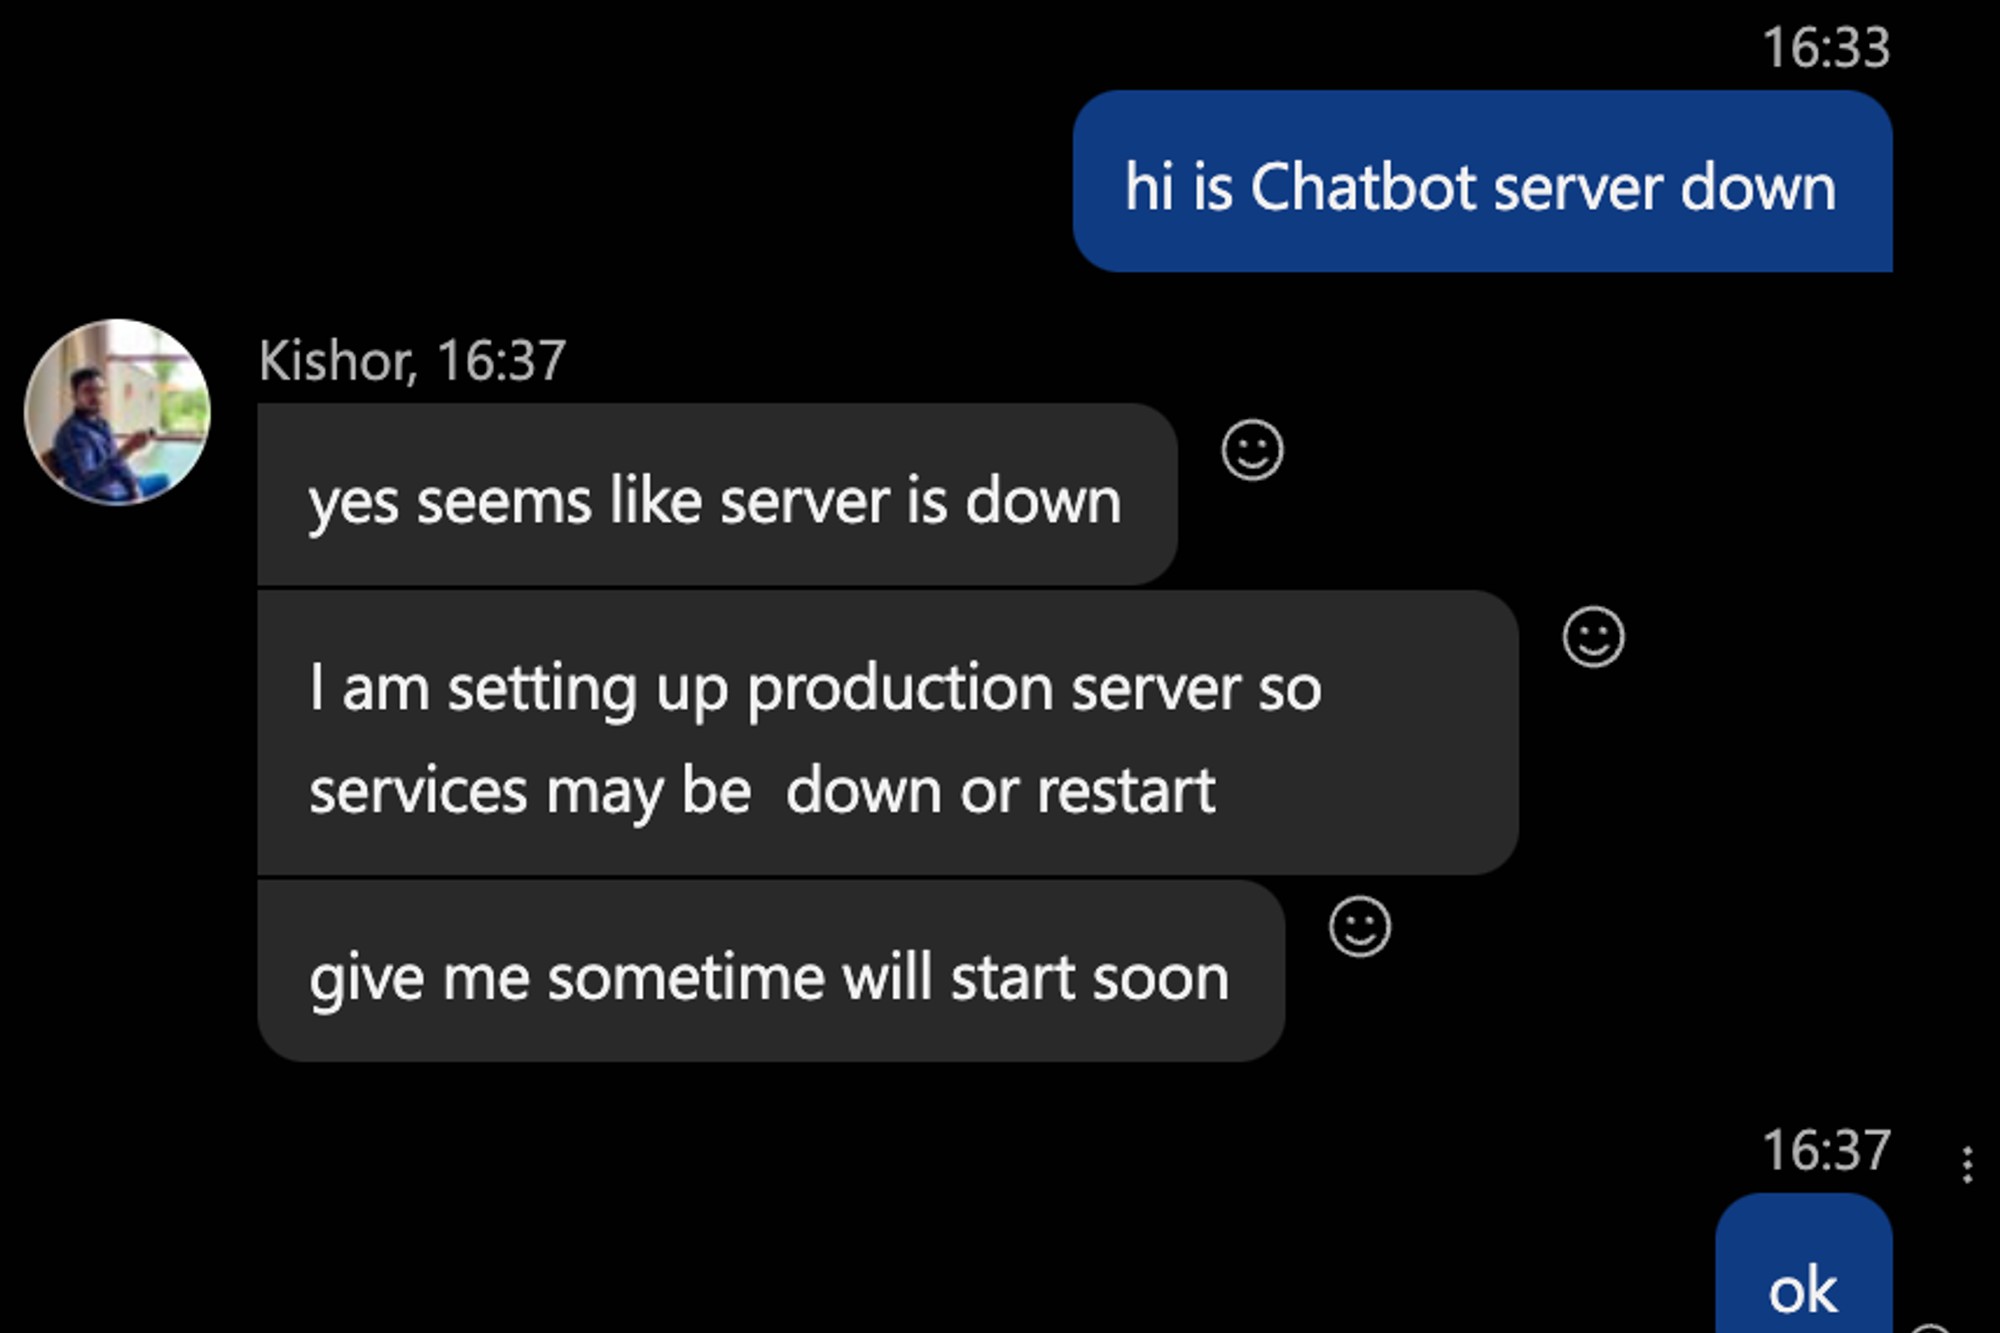 16:33
hi is Chatbot server down
Kishor, 16:37
yes seems like server is down
I am setting up production server so
services may be  down or restart
give me sometime will start soon
16:37
ok